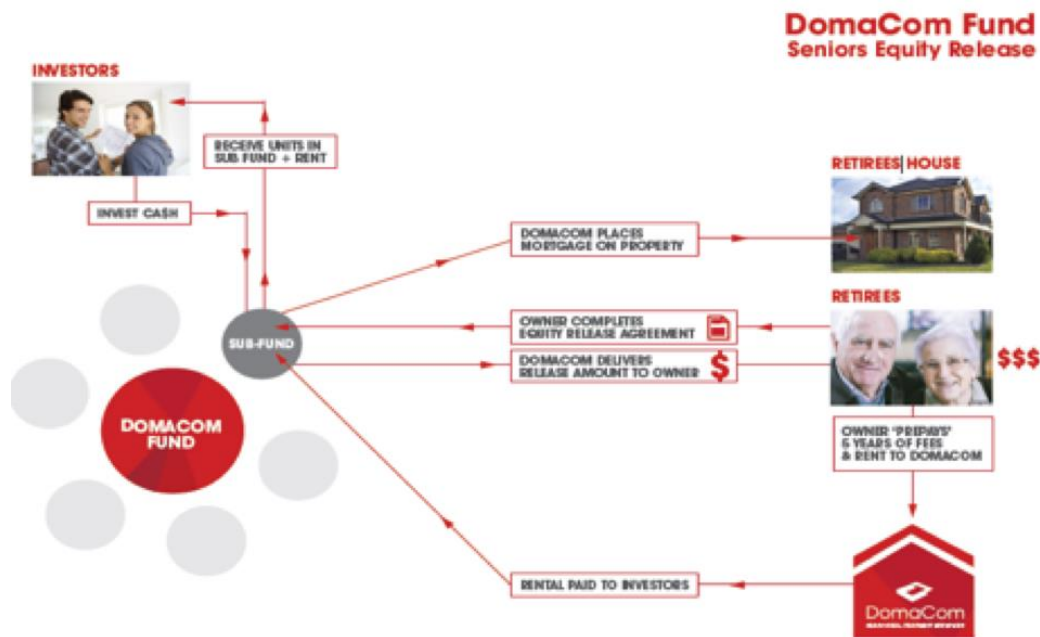 DomaCom Fund
Seniors Equity Release
INVESTORS
RECEIVE UNITS IN
SUB FUND + RENT
INVEST CASH
RETIREES HOUSE
DOMACOM PLACES
MORTGAGE ON PROPERTY
RETIREES
OWNER COMPLETES
EQUITY RELEASE AGREEMENT
SUB-FUND
DOMACOM DELIVERS
RELEASE AMOUNT TO OWNER
$
$$$
DOMACOM
FUND
OWNER 'PREPAYS'
5 YEARS OF FEES
& RENT TO DOMACOM
RENTAL PAID TO INVESTORS
DomaCom